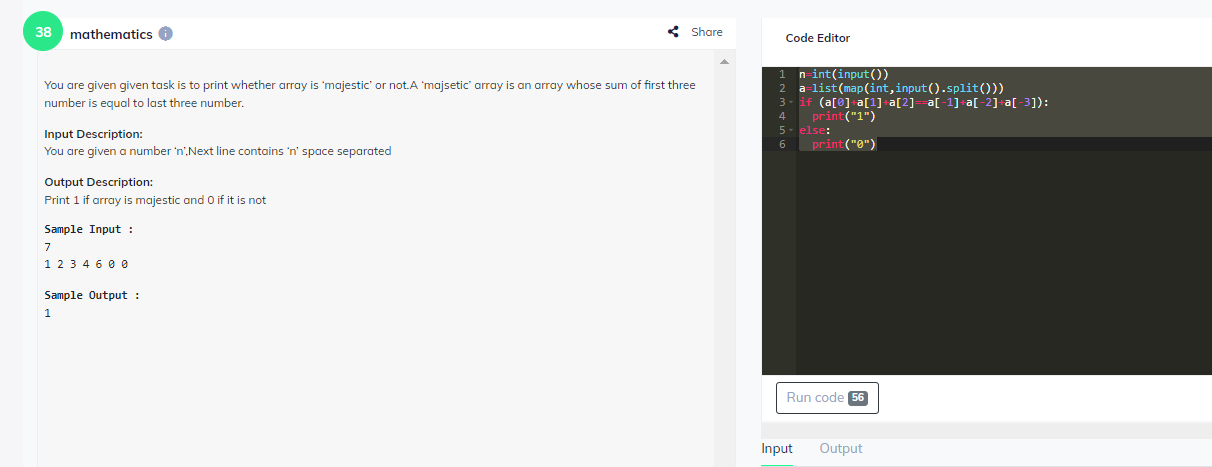 38
mathematics
Share
You are given given task is to print whether array is ‘majestic’ or not.A ‘majsetic’ array is an array whose sum of first three
number is equal to last three number.
Input Description:
You are given a number ‘n’,Next line contains ‘n’ space separated
Output Description:
Print 1 if array is majestic and 0 if it is not
Sample Input :
7
1 2 3 4 6 0 0
Sample Output :
1
Code Editor
1 n=int(input())
2 a=list(map(int,input().split()))
3 if (a[0]+a[1]+a[2]==a[-1]+a[-2]+a[-3]):
4 print("1")
5 else:
6 print("0")
Run code 56
Input Output